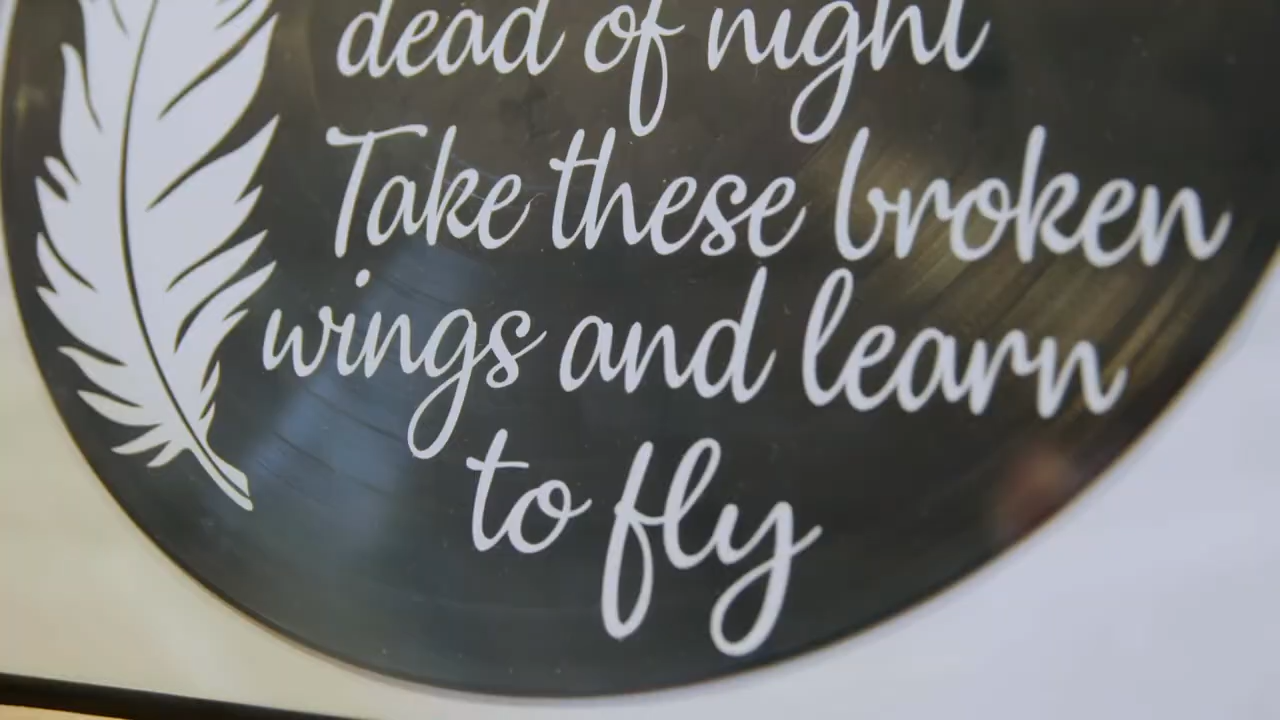 dead of night
Take these broken
wings and learn
to fly